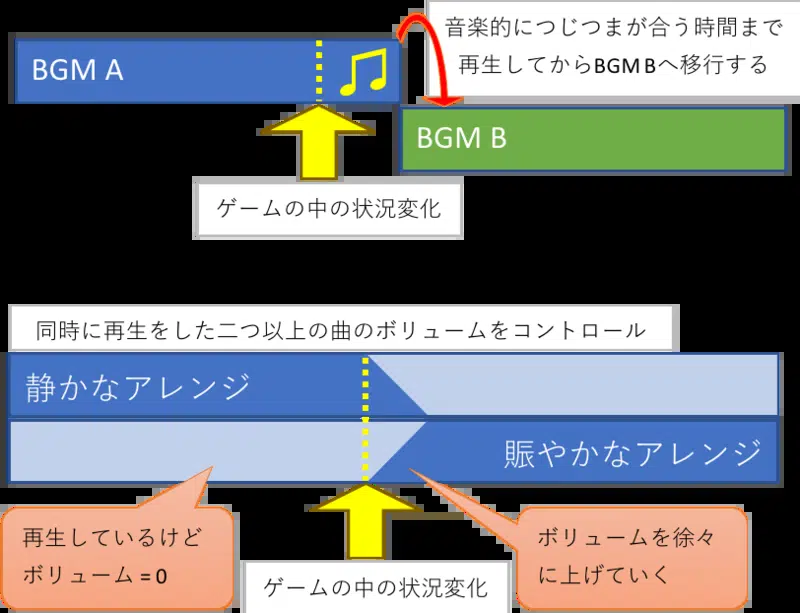 音楽的につじつまが合う時間まで
再生してからBGM Bへ移行する
BGM A
BGM B
ゲームの中の状況変化
同時に再生をした二つ以上の曲のボリュームをコントロール
静かなアレンジ
賑やかなアレンジ
再生しているけど
ボリューム = 0
ボリュームを徐々
に上げていく
ゲームの中の状況変化